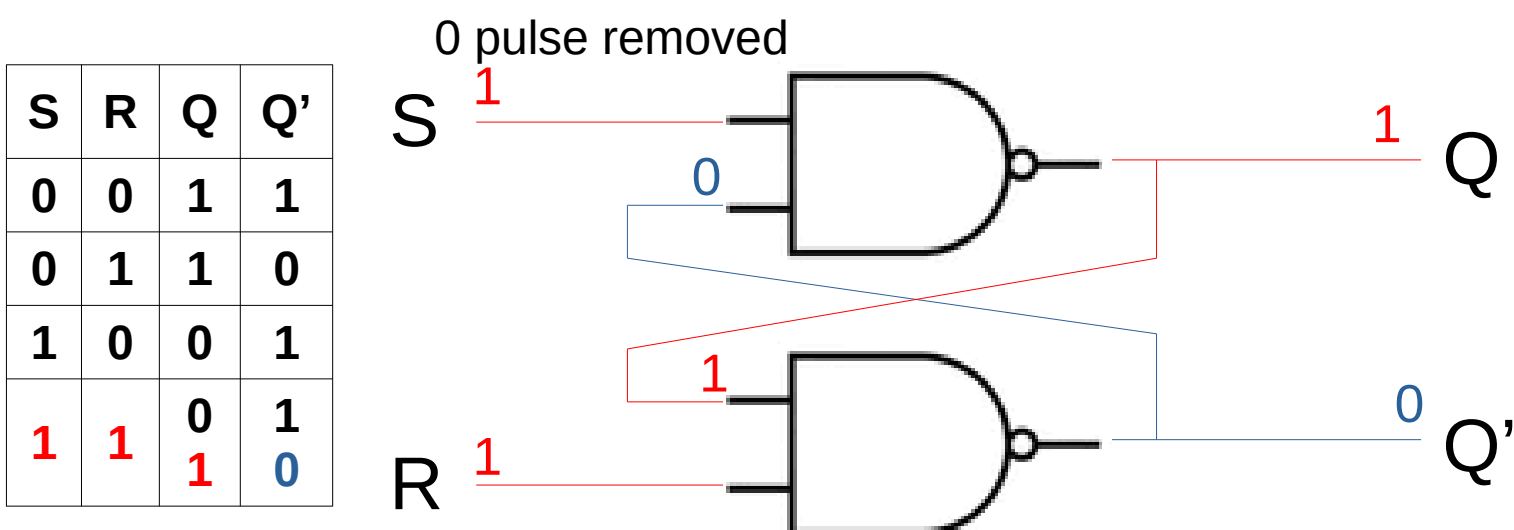 0 pulse removed
S R Q Q’
0 0 1 1
0 1 1 0
1 0 0 1
1 1 0 1
1 0
S 1
0
1 Q
1
R 1
0 Q’